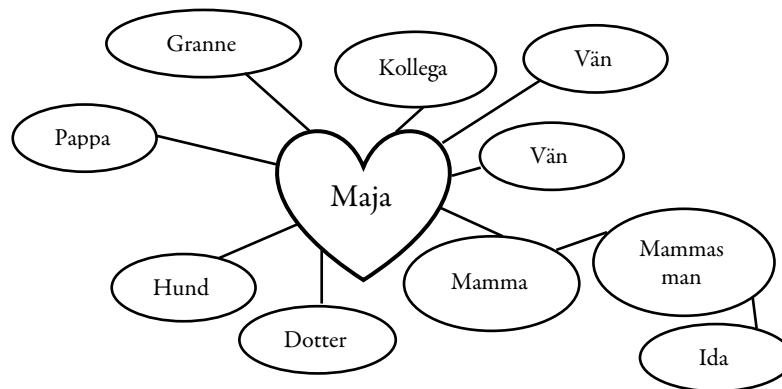 Granne
Kollega
Vän
Pappa
Vän
Maja
Mammas
man
Hund
Mamma
Dotter
Ida